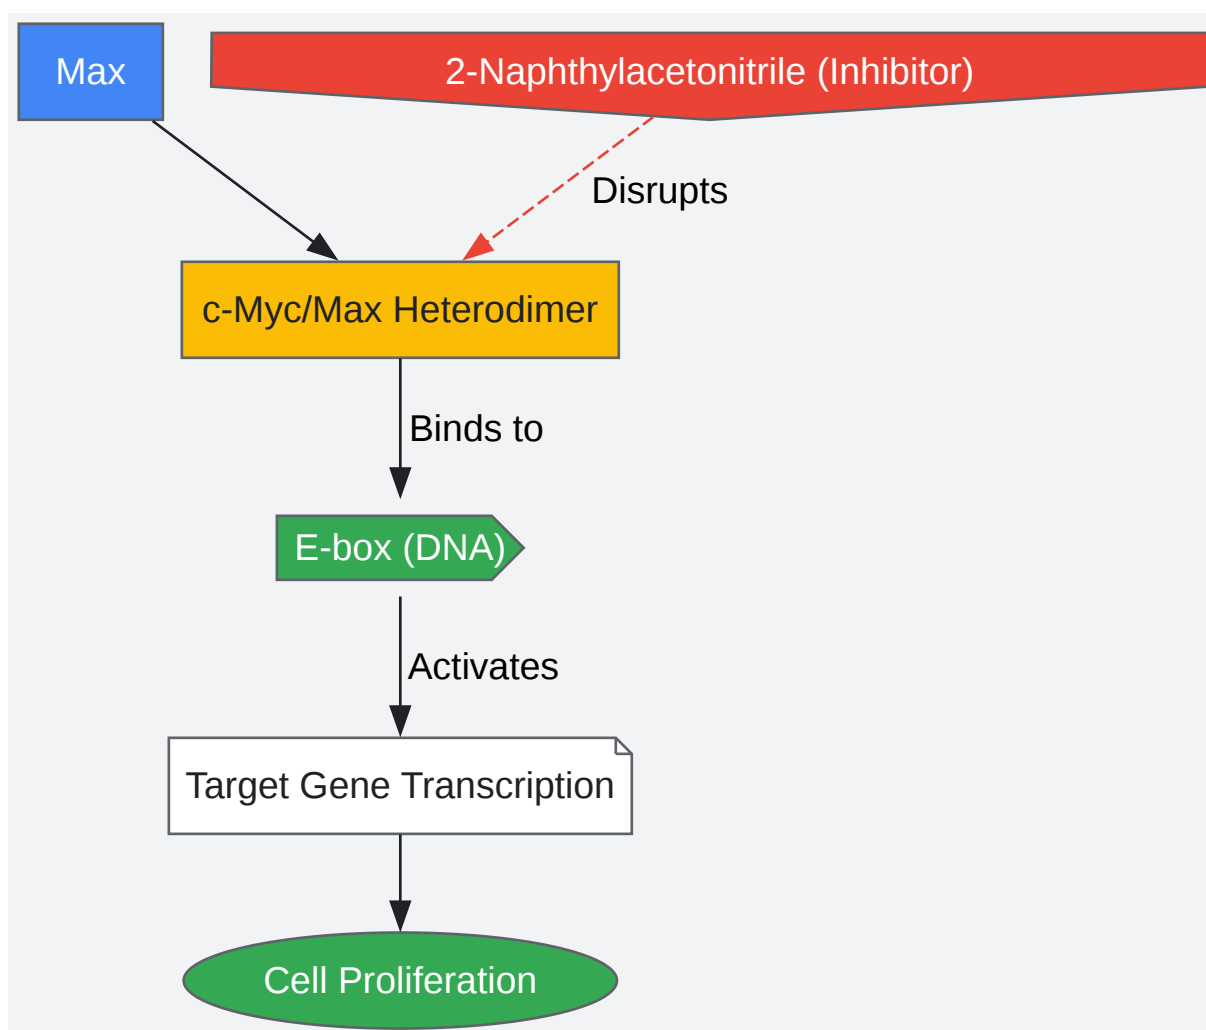 Max
2-Naphthylacetonitrile (Inhibitor)
Disrupts
c-Myc/Max Heterodimer
Binds to
E-box (DNA)
Activates
Target Gene Transcription
Cell Proliferation